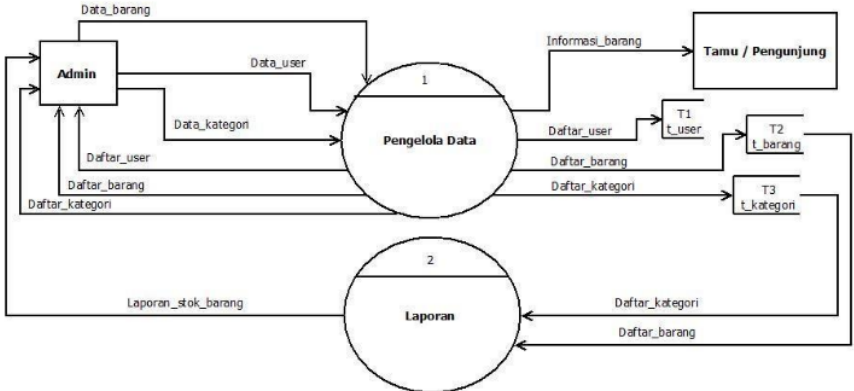 Data_barang
Admin
Data_user
Data_kategori
Daftar_user
Daftar_barang
Daftar_kategori
1
Pengelola Data
Informasi_barang
Tamu / Pengunjung
Daftar_user
T1
t_user
Daftar_barang
T2
t_barang
Daftar_kategori
T3
t_kategori
2
Laporan
Laporan_stok_barang
Daftar_kategori
Daftar_barang